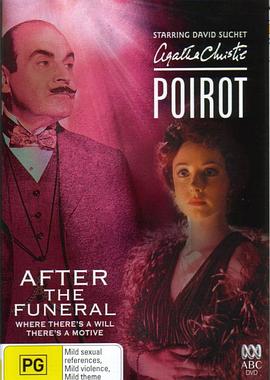 STARRING DAVID SUCHET
Agatha Christie
POIROT
AFTER
THE
FUNERAL
WHERE THERE'S A WILL
THERE'S A MOTIVE
PG
Mild sexual
references,
Mild violence,
Mild theme
ABC
DVD